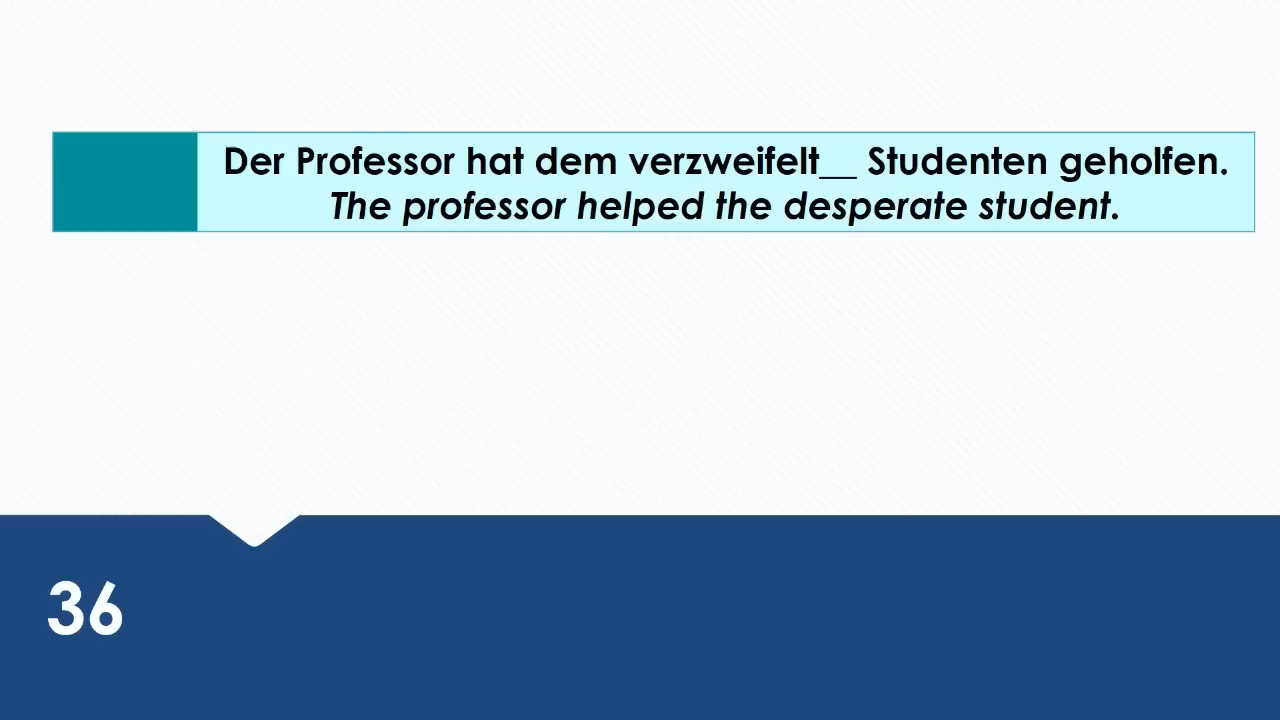 Der Professor hat dem verzweifelt__ Studenten geholfen.
The professor helped the desperate student.
36